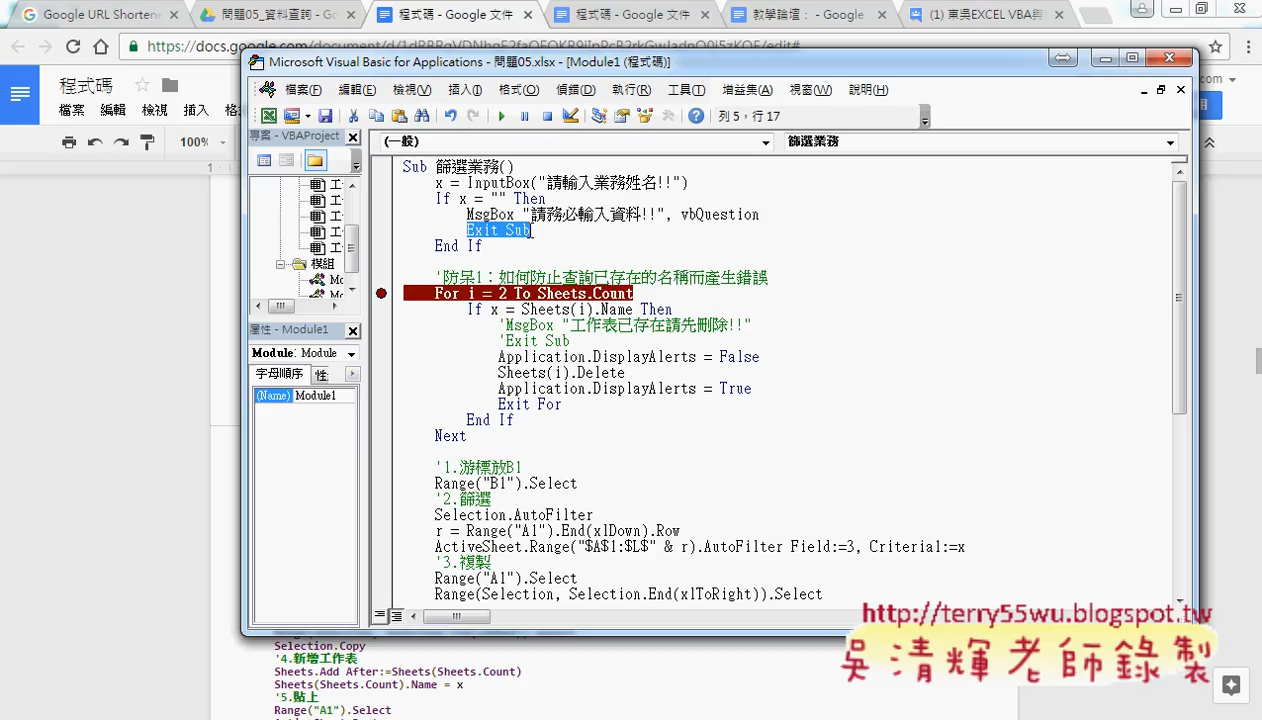 Google URL Shortene
問題05_資料查詢 - Go
程式碼 - Google 文件
程式碼 - Google 文件
教學論壇： - Google
(1) 東吳EXCEL VBA與
程式碼
檔案 編輯 檢視 插入
100%
Microsoft Visual Basic for Applications - 問題05.xlsx - [Module1 (程式碼)]
檔案(F) 編輯(E) 檢視(V) 插入(I) 格式(O) 偵錯(D) 執行(R) 工具(T) 增益集(A) 視窗(W) 說明(H)
列 5，行 17
專案 - VBAProject
(一般) 篩選業務
模組
屬性 - Module1
Module1 Module
字母順序
(Name) Module1
Sub 篩選業務()
x = InputBox("請輸入業務姓名!!")
If x = "" Then
MsgBox "請務必輸入資料!!", vbQuestion
Exit Sub
End If
'防呆1：如何防止查詢已存在的名稱而產生錯誤
For i = 2 To Sheets.Count
If x = Sheets(i).Name Then
'MsgBox "工作表已存在請先刪除!!"
'Exit Sub
Application.DisplayAlerts = False
Sheets(i).Delete
Application.DisplayAlerts = True
Exit For
End If
Next
'1.游標放B1
Range("B1").Select
'2.篩選
Selection.AutoFilter
r = Range("A1").End(xlDown).Row
ActiveSheet.Range("$A$1:$L$" & r).AutoFilter Field:=3, Criteria1:=x
'3.複製
Range("A1").Select
Range(Selection, Selection.End(xlToRight)).Select
Selection.Copy
'4.新增工作表
Sheets.Add After:=Sheets(Sheets.Count)
Sheets(Sheets.Count).Name = x
'5.貼上
Range("A1").Select
http://terry55wu.blogspot.tw
吳清輝老師錄製